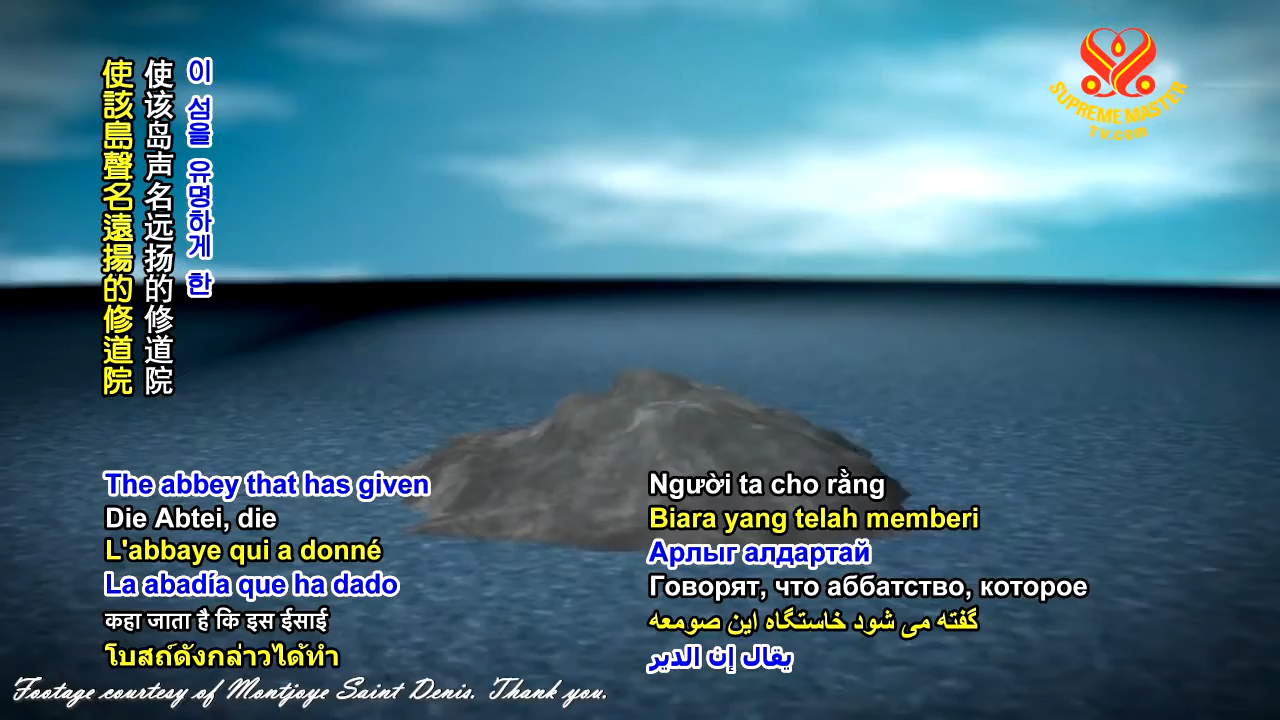 使該島聲名遠揚的修道院
使该岛声名远扬的修道院
이 섬을 유명하게 한
SUPREME MASTER
TV.com
The abbey that has given
Die Abtei, die
L'abbaye qui a donné
La abadía que ha dado
कहा जाता है कि इस ईसाई
โบสถ์ดังกล่าวได้ทำ
Người ta cho rằng
Biara yang telah memberi
Арлыг алдартай
Говорят, что аббатство, которое
گفته می شود خاستگاه این صومعه
يقال إن الدير
Footage courtesy of Montjoye Saint Denis. Thank you.